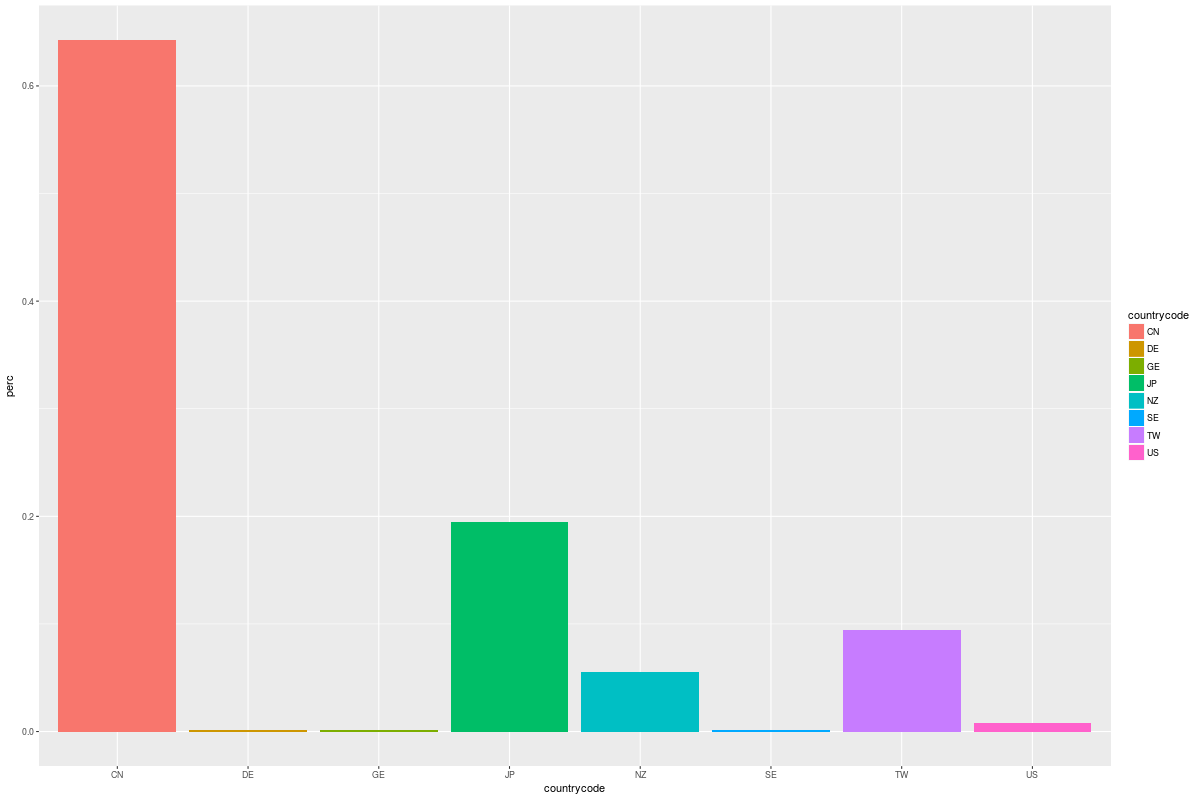 0.6
0.4
0.2
0.0
perc
CN DE GE JP NZ SE TW US
countrycode
countrycode
CN
DE
GE
JP
NZ
SE
TW
US